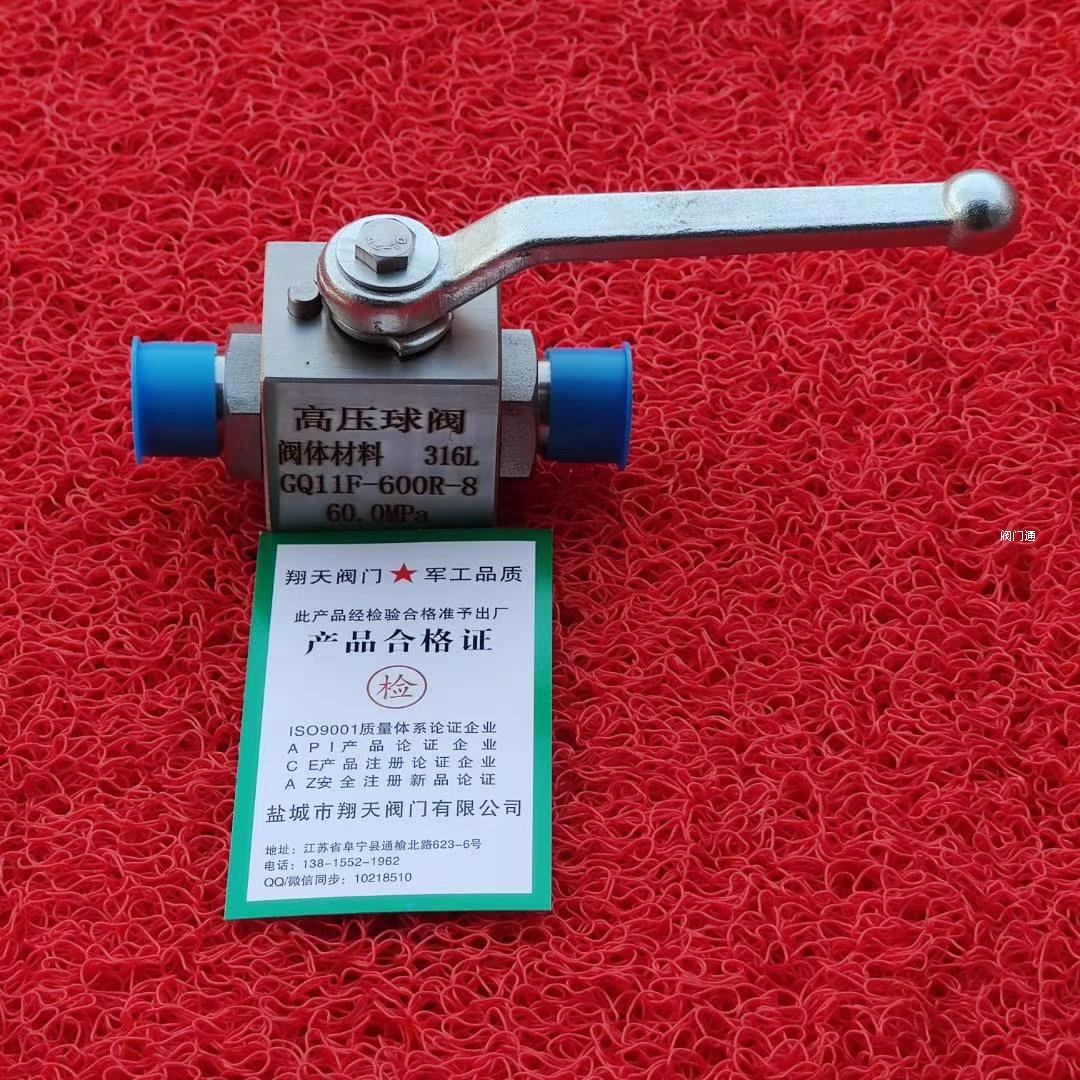 高压球阀
阀体材料 316L
GQ11F-600R-8
60.0MPa
翔天阀门★军工品质
此产品经检验合格准予出厂
产品合格证
检
ISO9001质量体系论证企业
API产品论证企业
CE产品注册论证企业
AZ安全注册新品论证
盐城市翔天阀门有限公司
地址：江苏省阜宁县通榆北路623-6号
电话：138-1552-1962
QQ/微信同步：10218510
阀门通